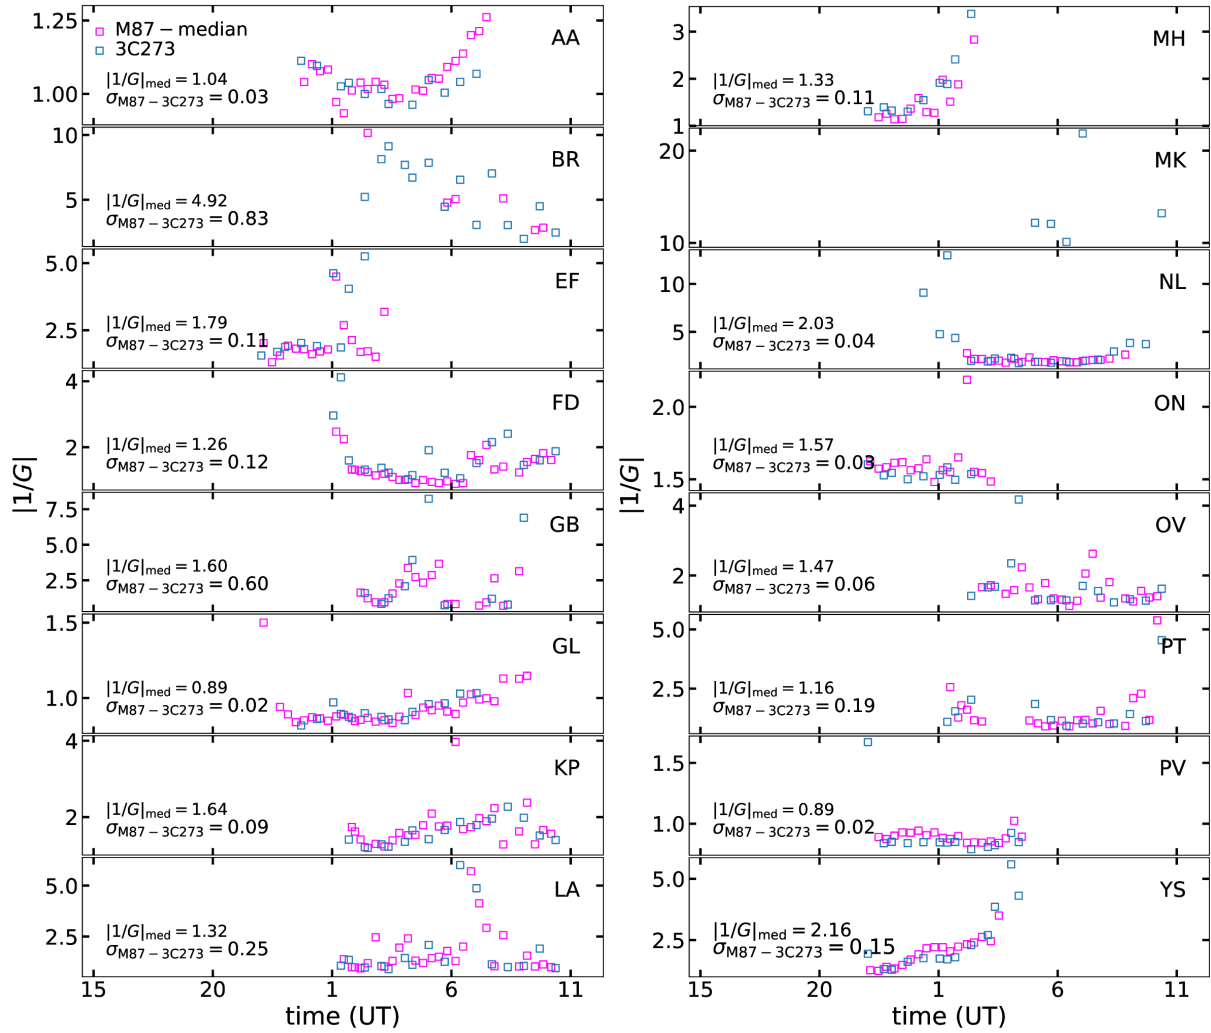 |1/G|
1.25
1.00
M87 − median
3C273
AA
|1/G|med = 1.04
σM87 − 3C273 = 0.03
10
5
BR
|1/G|med = 4.92
σM87 − 3C273 = 0.83
5.0
2.5
EF
|1/G|med = 1.79
σM87 − 3C273 = 0.11
4
2
FD
|1/G|med = 1.26
σM87 − 3C273 = 0.12
7.5
5.0
2.5
GB
|1/G|med = 1.60
σM87 − 3C273 = 0.60
1.5
1.0
GL
|1/G|med = 0.89
σM87 − 3C273 = 0.02
4
2
KP
|1/G|med = 1.64
σM87 − 3C273 = 0.09
5.0
2.5
LA
|1/G|med = 1.32
σM87 − 3C273 = 0.25
15 20 1 6 11
time (UT)
|1/G|
3
2
1
MH
|1/G|med = 1.33
σM87 − 3C273 = 0.11
20
10
MK
10
5
NL
|1/G|med = 2.03
σM87 − 3C273 = 0.04
2.0
1.5
ON
|1/G|med = 1.57
σM87 − 3C273 = 0.03
4
2
OV
|1/G|med = 1.47
σM87 − 3C273 = 0.06
5.0
2.5
PT
|1/G|med = 1.16
σM87 − 3C273 = 0.19
1.5
1.0
PV
|1/G|med = 0.89
σM87 − 3C273 = 0.02
5.0
2.5
YS
|1/G|med = 2.16
σM87 − 3C273 = 0.15
15 20 1 6 11
time (UT)